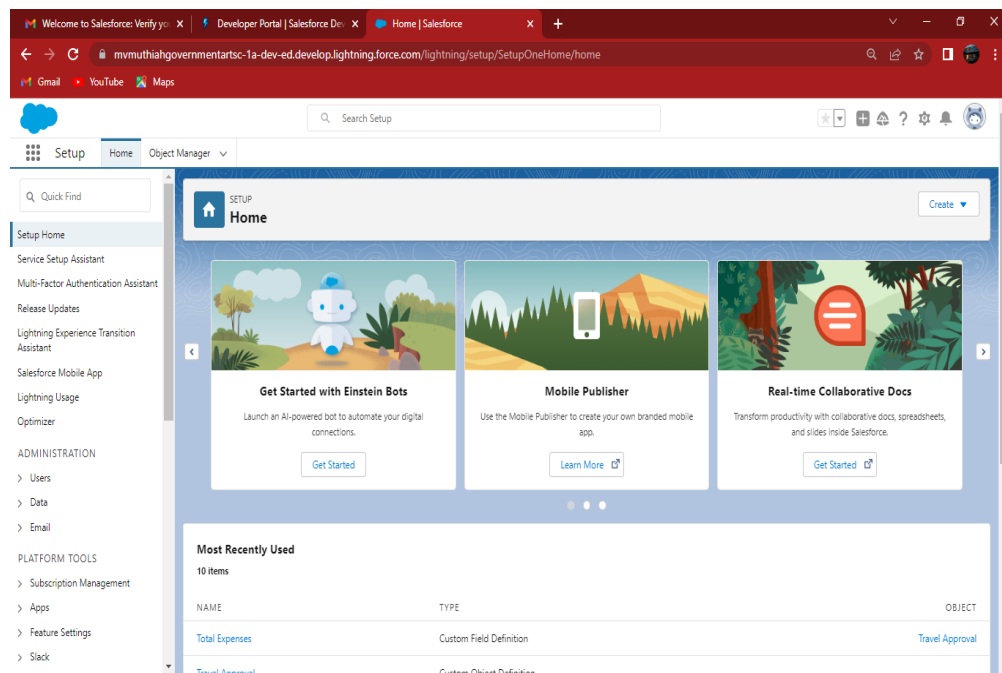 Welcome to Salesforce: Verify yo
Developer Portal | Salesforce Dev
Home | Salesforce
mvmuthiahgovernmentartsc-1a-dev-ed.develop.lightning.force.com/lightning/setup/SetupOneHome/home
Gmail YouTube Maps
Search Setup
Setup Home Object Manager
Quick Find
Setup Home
Service Setup Assistant
Multi-Factor Authentication Assistant
Release Updates
Lightning Experience Transition
Assistant
Salesforce Mobile App
Lightning Usage
Optimizer
ADMINISTRATION
Users
Data
Email
PLATFORM TOOLS
Subscription Management
Apps
Feature Settings
Slack
SETUP
Home
Create
Get Started with Einstein Bots
Launch an AI-powered bot to automate your digital
connections.
Get Started
Mobile Publisher
Use the Mobile Publisher to create your own branded mobile
app.
Learn More
Real-time Collaborative Docs
Transform productivity with collaborative docs, spreadsheets,
and slides inside Salesforce.
Get Started
Most Recently Used
10 items
NAME TYPE OBJECT
Total Expenses Custom Field Definition Travel Approval
Travel Approval Custom Object Definition